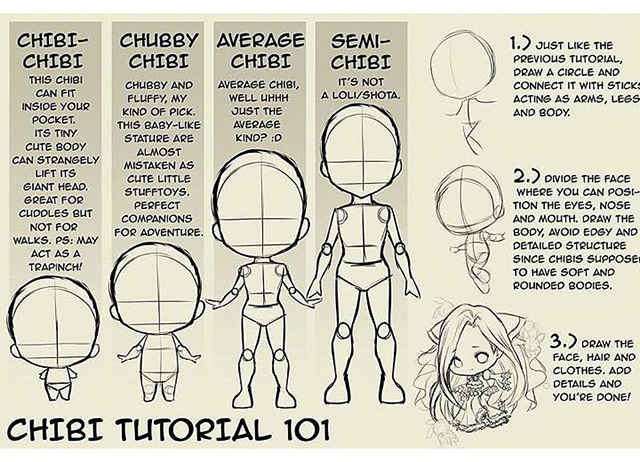 CHIBI-
CHIBI
THIS CHIBI
CAN FIT
INSIDE YOUR
POCKET.
ITS TINY
CUTE BODY
CAN STRANGELY
LIFT ITS
GIANT HEAD.
GREAT FOR
CUDDLES BUT
NOT FOR
WALKS. PS: MAY
ACT AS A
TRAPINCH!
CHUBBY
CHIBI
CHUBBY AND
FLUFFY, MY
KIND OF PICK.
THIS BABY-LIKE
STATURE ARE
ALMOST
MISTAKEN AS
CUTE LITTLE
STUFFTOYS.
PERFECT
COMPANIONS
FOR ADVENTURE.
AVERAGE
CHIBI
AVERAGE CHIBI,
WELL UHHH
JUST THE
AVERAGE
KIND? :D
SEMI-
CHIBI
IT'S NOT
A LOLI/SHOTA.
1.) JUST LIKE THE
PREVIOUS TUTORIAL,
DRAW A CIRCLE AND
CONNECT IT WITH STICKS
ACTING AS ARMS, LEGS
AND BODY.
2.) DIVIDE THE FACE
WHERE YOU CAN POSI-
TION THE EYES, NOSE
AND MOUTH. DRAW THE
BODY, AVOID EDGY AND
DETAILED STRUCTURE
SINCE CHIBIS SUPPOSE
TO HAVE SOFT AND
ROUNDED BODIES.
3.) DRAW THE
FACE, HAIR AND
CLOTHES. ADD
DETAILS AND
YOU'RE DONE!
CHIBI TUTORIAL 101